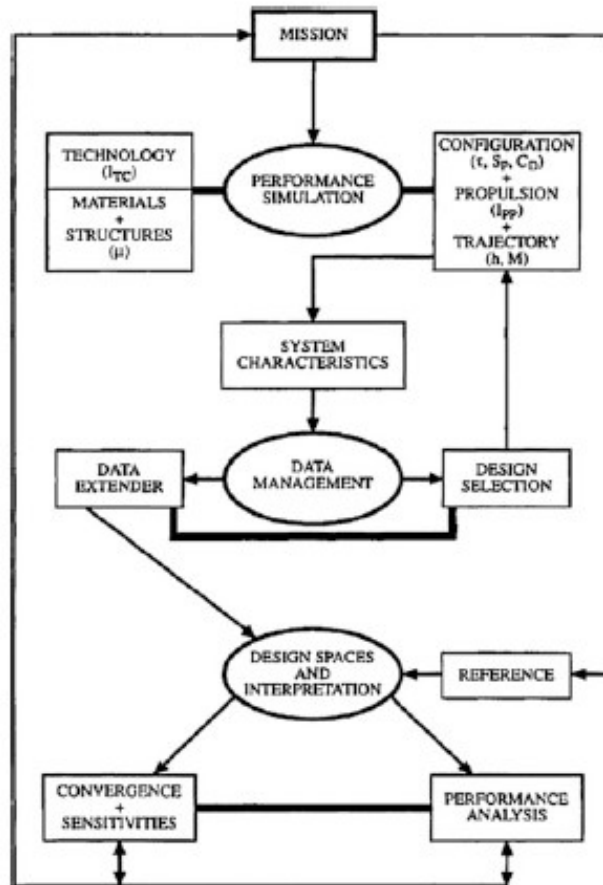 MISSION
TECHNOLOGY
(I_TC)
MATERIALS
+
STRUCTURES
(μ)
PERFORMANCE
SIMULATION
CONFIGURATION
(τ, S_P, C_D)
+
PROPULSION
(I_PP)
+
TRAJECTORY
(h, M)
SYSTEM
CHARACTERISTICS
DATA
EXTENDER
DATA
MANAGEMENT
DESIGN
SELECTION
DESIGN SPACES
AND
INTERPRETATION
REFERENCE
CONVERGENCE
+
SENSITIVITIES
PERFORMANCE
ANALYSIS